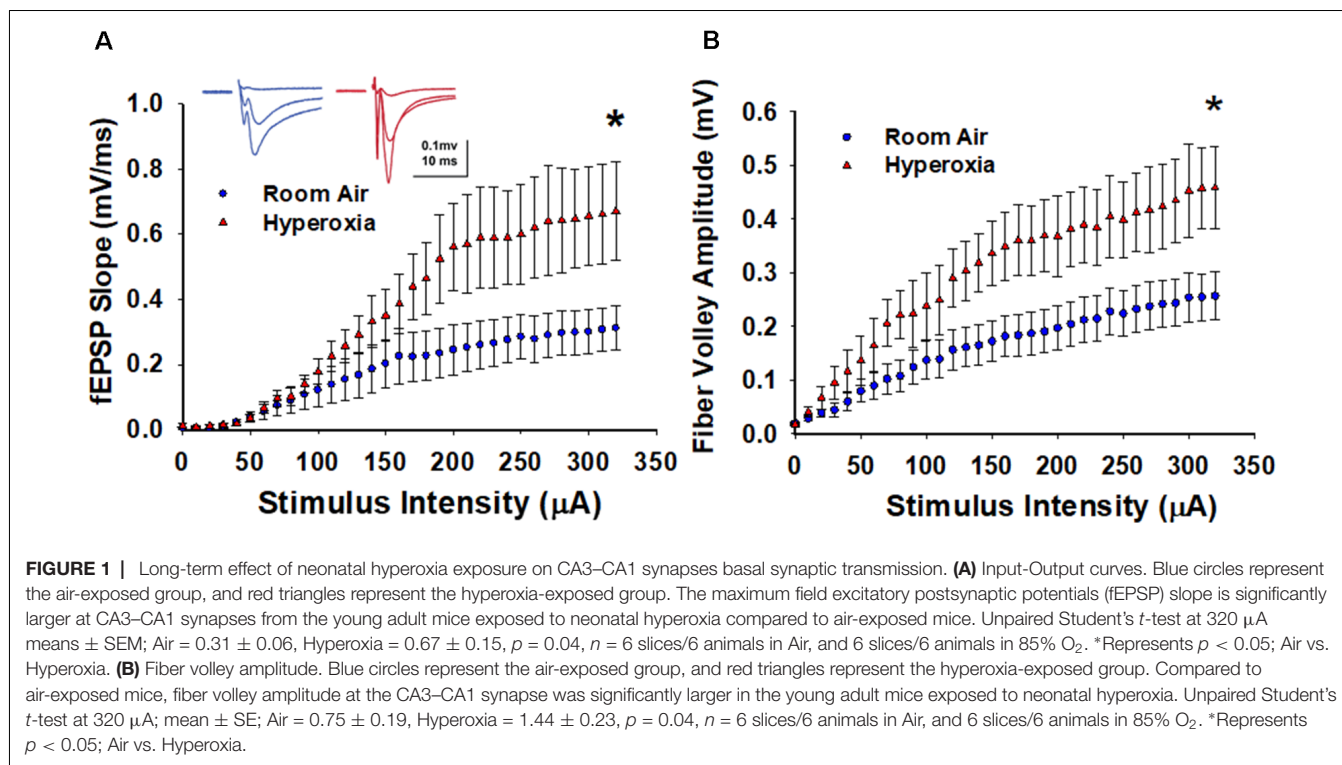 A
fEPSP Slope (mV/ms)
1.0
0.8
0.6
0.4
0.2
0.0
0.1mv
10 ms
Room Air
Hyperoxia
*
0 50 100 150 200 250 300 350
Stimulus Intensity (µA)
B
Fiber Volley Amplitude (mV)
0.6
0.5
0.4
0.3
0.2
0.1
0.0
Room Air
Hyperoxia
*
0 50 100 150 200 250 300 350
Stimulus Intensity (µA)
FIGURE 1 | Long-term effect of neonatal hyperoxia exposure on CA3–CA1 synapses basal synaptic transmission. (A) Input-Output curves. Blue circles represent
the air-exposed group, and red triangles represent the hyperoxia-exposed group. The maximum field excitatory postsynaptic potentials (fEPSP) slope is significantly
larger at CA3–CA1 synapses from the young adult mice exposed to neonatal hyperoxia compared to air-exposed mice. Unpaired Student's t-test at 320 µA
means ± SEM; Air = 0.31 ± 0.06, Hyperoxia = 0.67 ± 0.15, p = 0.04, n = 6 slices/6 animals in Air, and 6 slices/6 animals in 85% O₂. *Represents p < 0.05; Air vs.
Hyperoxia. (B) Fiber volley amplitude. Blue circles represent the air-exposed group, and red triangles represent the hyperoxia-exposed group. Compared to
air-exposed mice, fiber volley amplitude at the CA3–CA1 synapse was significantly larger in the young adult mice exposed to neonatal hyperoxia. Unpaired Student's
t-test at 320 µA; mean ± SE; Air = 0.75 ± 0.19, Hyperoxia = 1.44 ± 0.23, p = 0.04, n = 6 slices/6 animals in Air, and 6 slices/6 animals in 85% O₂. *Represents
p < 0.05; Air vs. Hyperoxia.